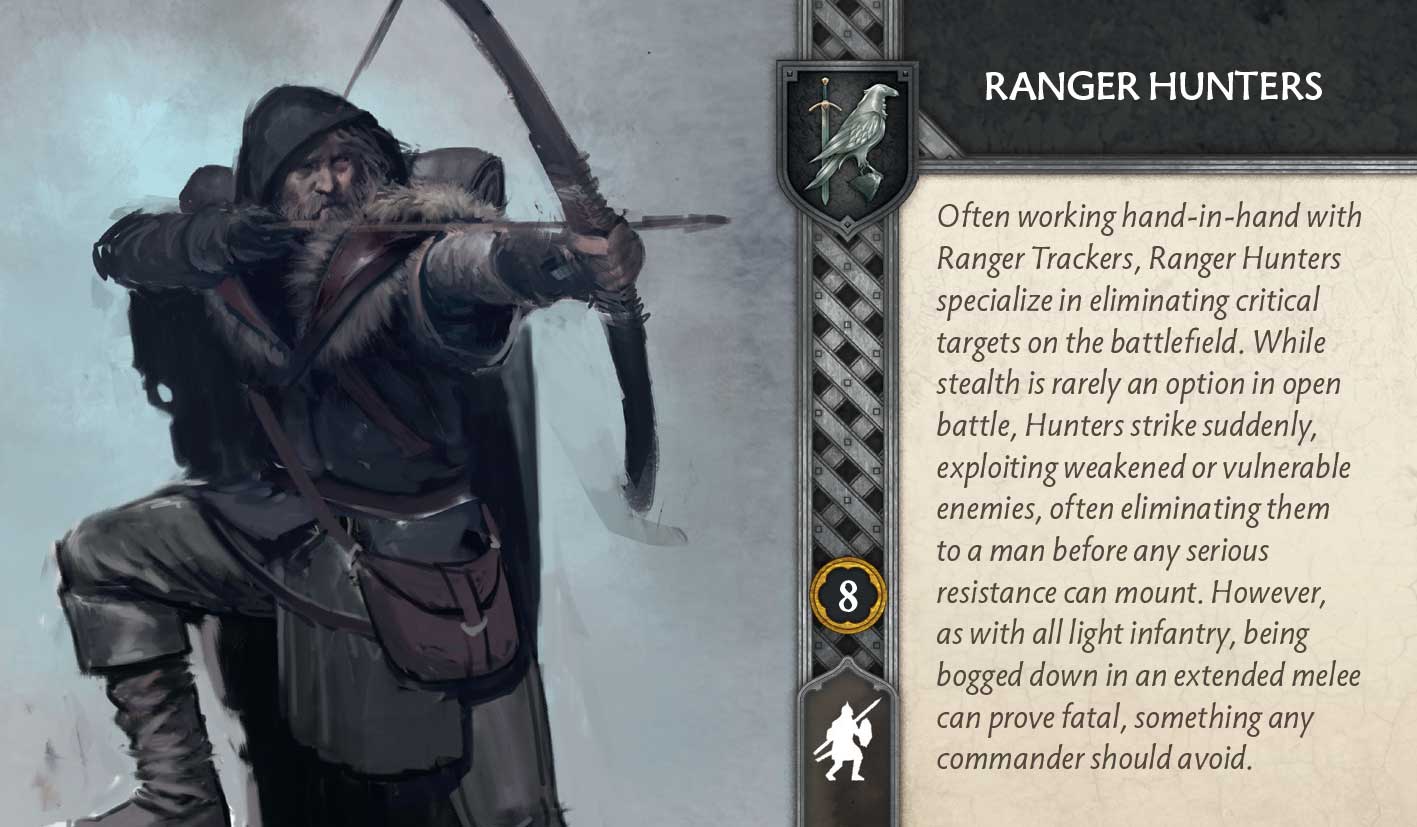 RANGER HUNTERS
Often working hand-in-hand with
Ranger Trackers, Ranger Hunters
specialize in eliminating critical
targets on the battlefield. While
stealth is rarely an option in open
battle, Hunters strike suddenly,
exploiting weakened or vulnerable
enemies, often eliminating them
to a man before any serious
resistance can mount. However,
as with all light infantry, being
bogged down in an extended melee
can prove fatal, something any
commander should avoid.
8